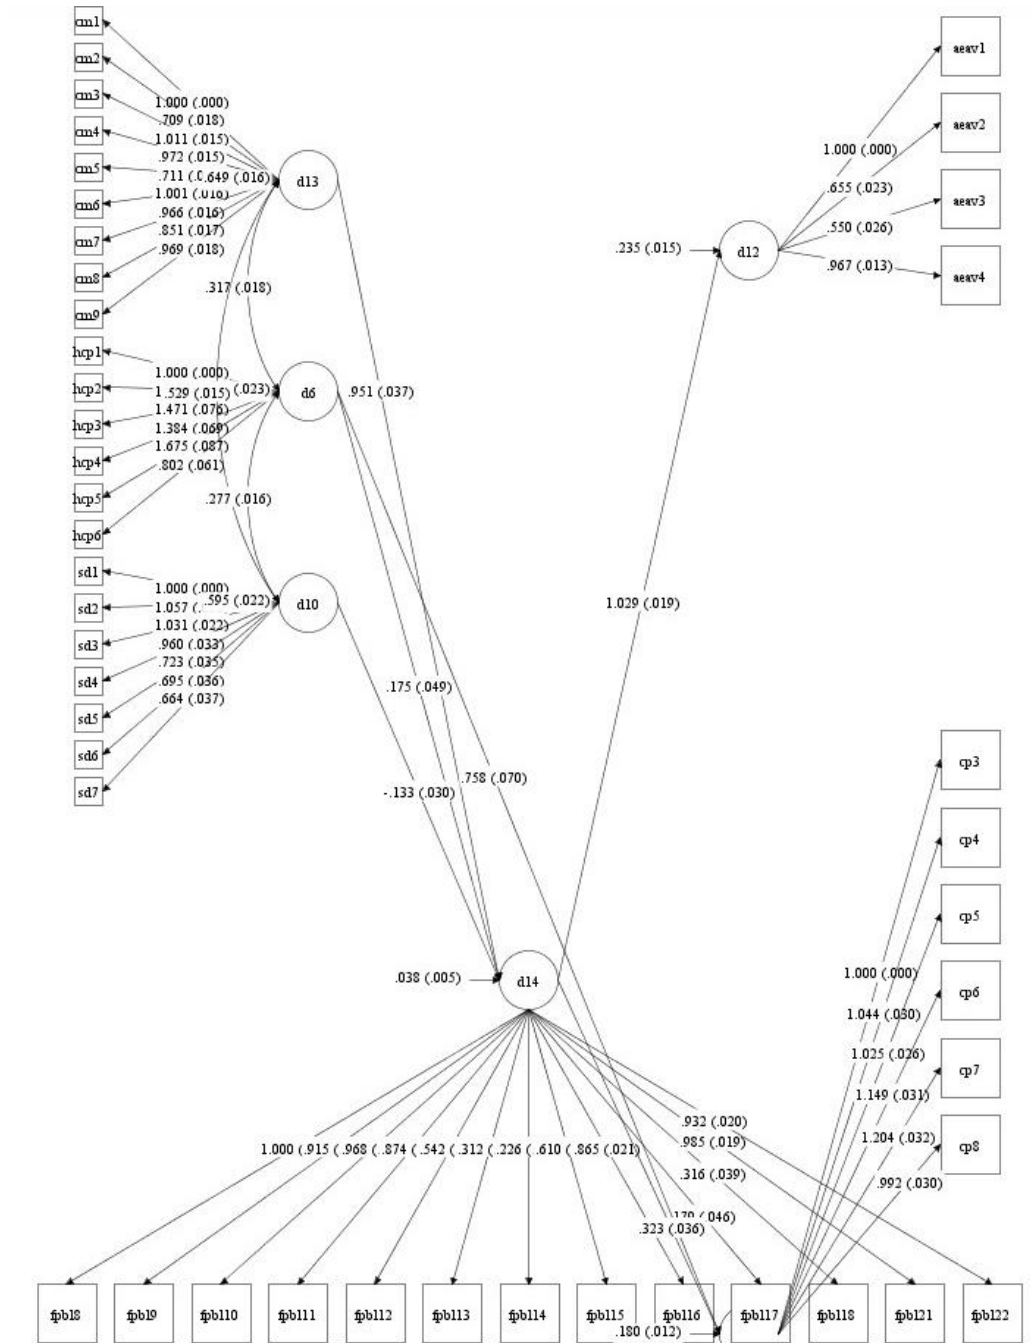 cm1
cm2
cm3
cm4
cm5
cm6
cm7
cm8
cm9
1.000 (.000)
.709 (.018)
1.011 (.015)
.972 (.015)
.711 (.0
.649 (.016)
1.001 (.016)
.966 (.016)
.851 (.017)
.969 (.018)
d13
.317 (.018)
hcp1
hcp2
hcp3
hcp4
hcp5
hcp6
1.000 (.000)
(.023)
1.529 (.015)
1.471 (.076)
1.384 (.069)
1.675 (.087)
.802 (.061)
d6
.951 (.037)
.277 (.016)
sd1
sd2
sd3
sd4
sd5
sd6
sd7
1.000 (.000)
.595 (.022)
1.057 (.
1.031 (.022)
.960 (.033)
.723 (.035)
.695 (.036)
.664 (.037)
d10
aeav1
aeav2
aeav3
aeav4
1.000 (.000)
.655 (.023)
.550 (.026)
.967 (.013)
.235 (.015)
d12
1.029 (.019)
.175 (.049)
.758 (.070)
-.133 (.030)
.038 (.005)
d14
cp3
cp4
cp5
cp6
cp7
cp8
1.000 (.000)
1.044 (.030)
1.025 (.026)
1.149 (.031)
1.204 (.032)
.992 (.030)
.932 (.020)
.985 (.019)
.316 (.039)
1.000 (.915 (.968 (.874 (.542 (.312 (.226 (.610 (.865 (.021)
.179 (.046)
.323 (.036)
fpbl8 fpbl9 fpbl10 fpbl11 fpbl12 fpbl13 fpbl14 fpbl15 fpbl16 fpbl17 fpbl18 fpbl21 fpbl22
.180 (.012)